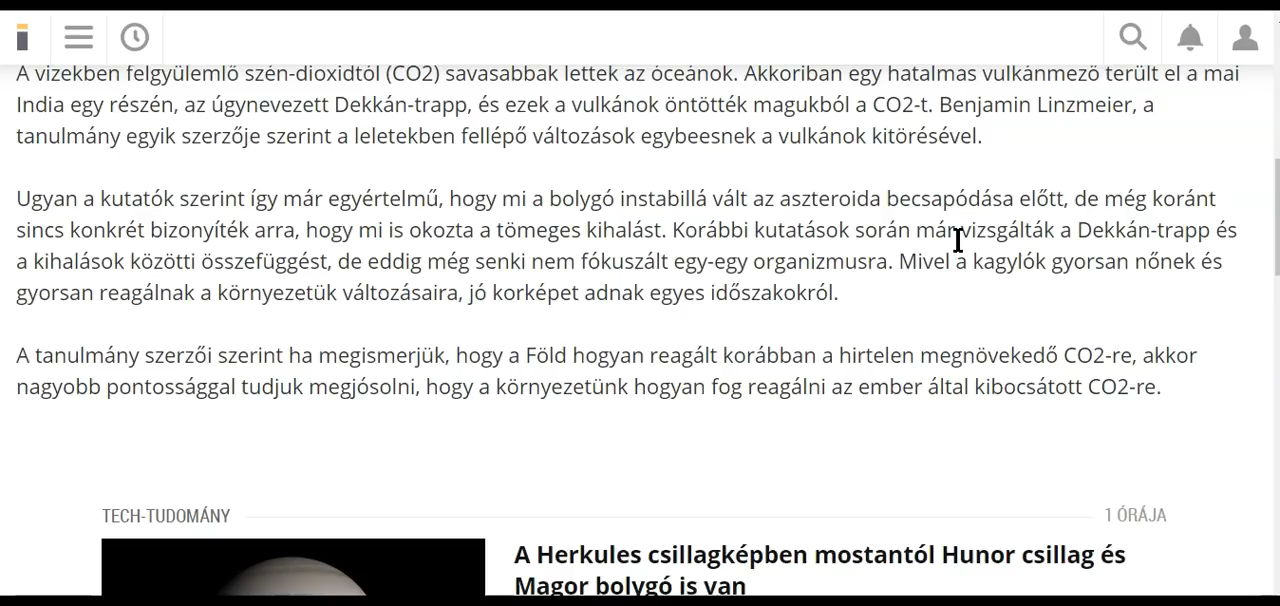 A vizekben felgyülemlő szén-dioxidtól (CO2) savasabbak lettek az óceánok. Akkoriban egy hatalmas vulkánmező terült el a mai
India egy részén, az úgynevezett Dekkán-trapp, és ezek a vulkánok öntötték magukból a CO2-t. Benjamin Linzmeier, a
tanulmány egyik szerzője szerint a leletekben fellépő változások egybeesnek a vulkánok kitörésével.
Ugyan a kutatók szerint így már egyértelmű, hogy mi a bolygó instabillá vált az aszteroida becsapódása előtt, de még koránt
sincs konkrét bizonyíték arra, hogy mi is okozta a tömeges kihalást. Korábbi kutatások során már vizsgálták a Dekkán-trapp és
a kihalások közötti összefüggést, de eddig még senki nem fókuszált egy-egy organizmusra. Mivel a kagylók gyorsan nőnek és
gyorsan reagálnak a környezetük változásaira, jó korképet adnak egyes időszakokról.
A tanulmány szerzői szerint ha megismerjük, hogy a Föld hogyan reagált korábban a hirtelen megnövekedő CO2-re, akkor
nagyobb pontossággal tudjuk megjósolni, hogy a környezetünk hogyan fog reagálni az ember által kibocsátott CO2-re.
TECH-TUDOMÁNY
1 ÓRÁJA
A Herkules csillagképben mostantól Hunor csillag és
Magor bolygó is van